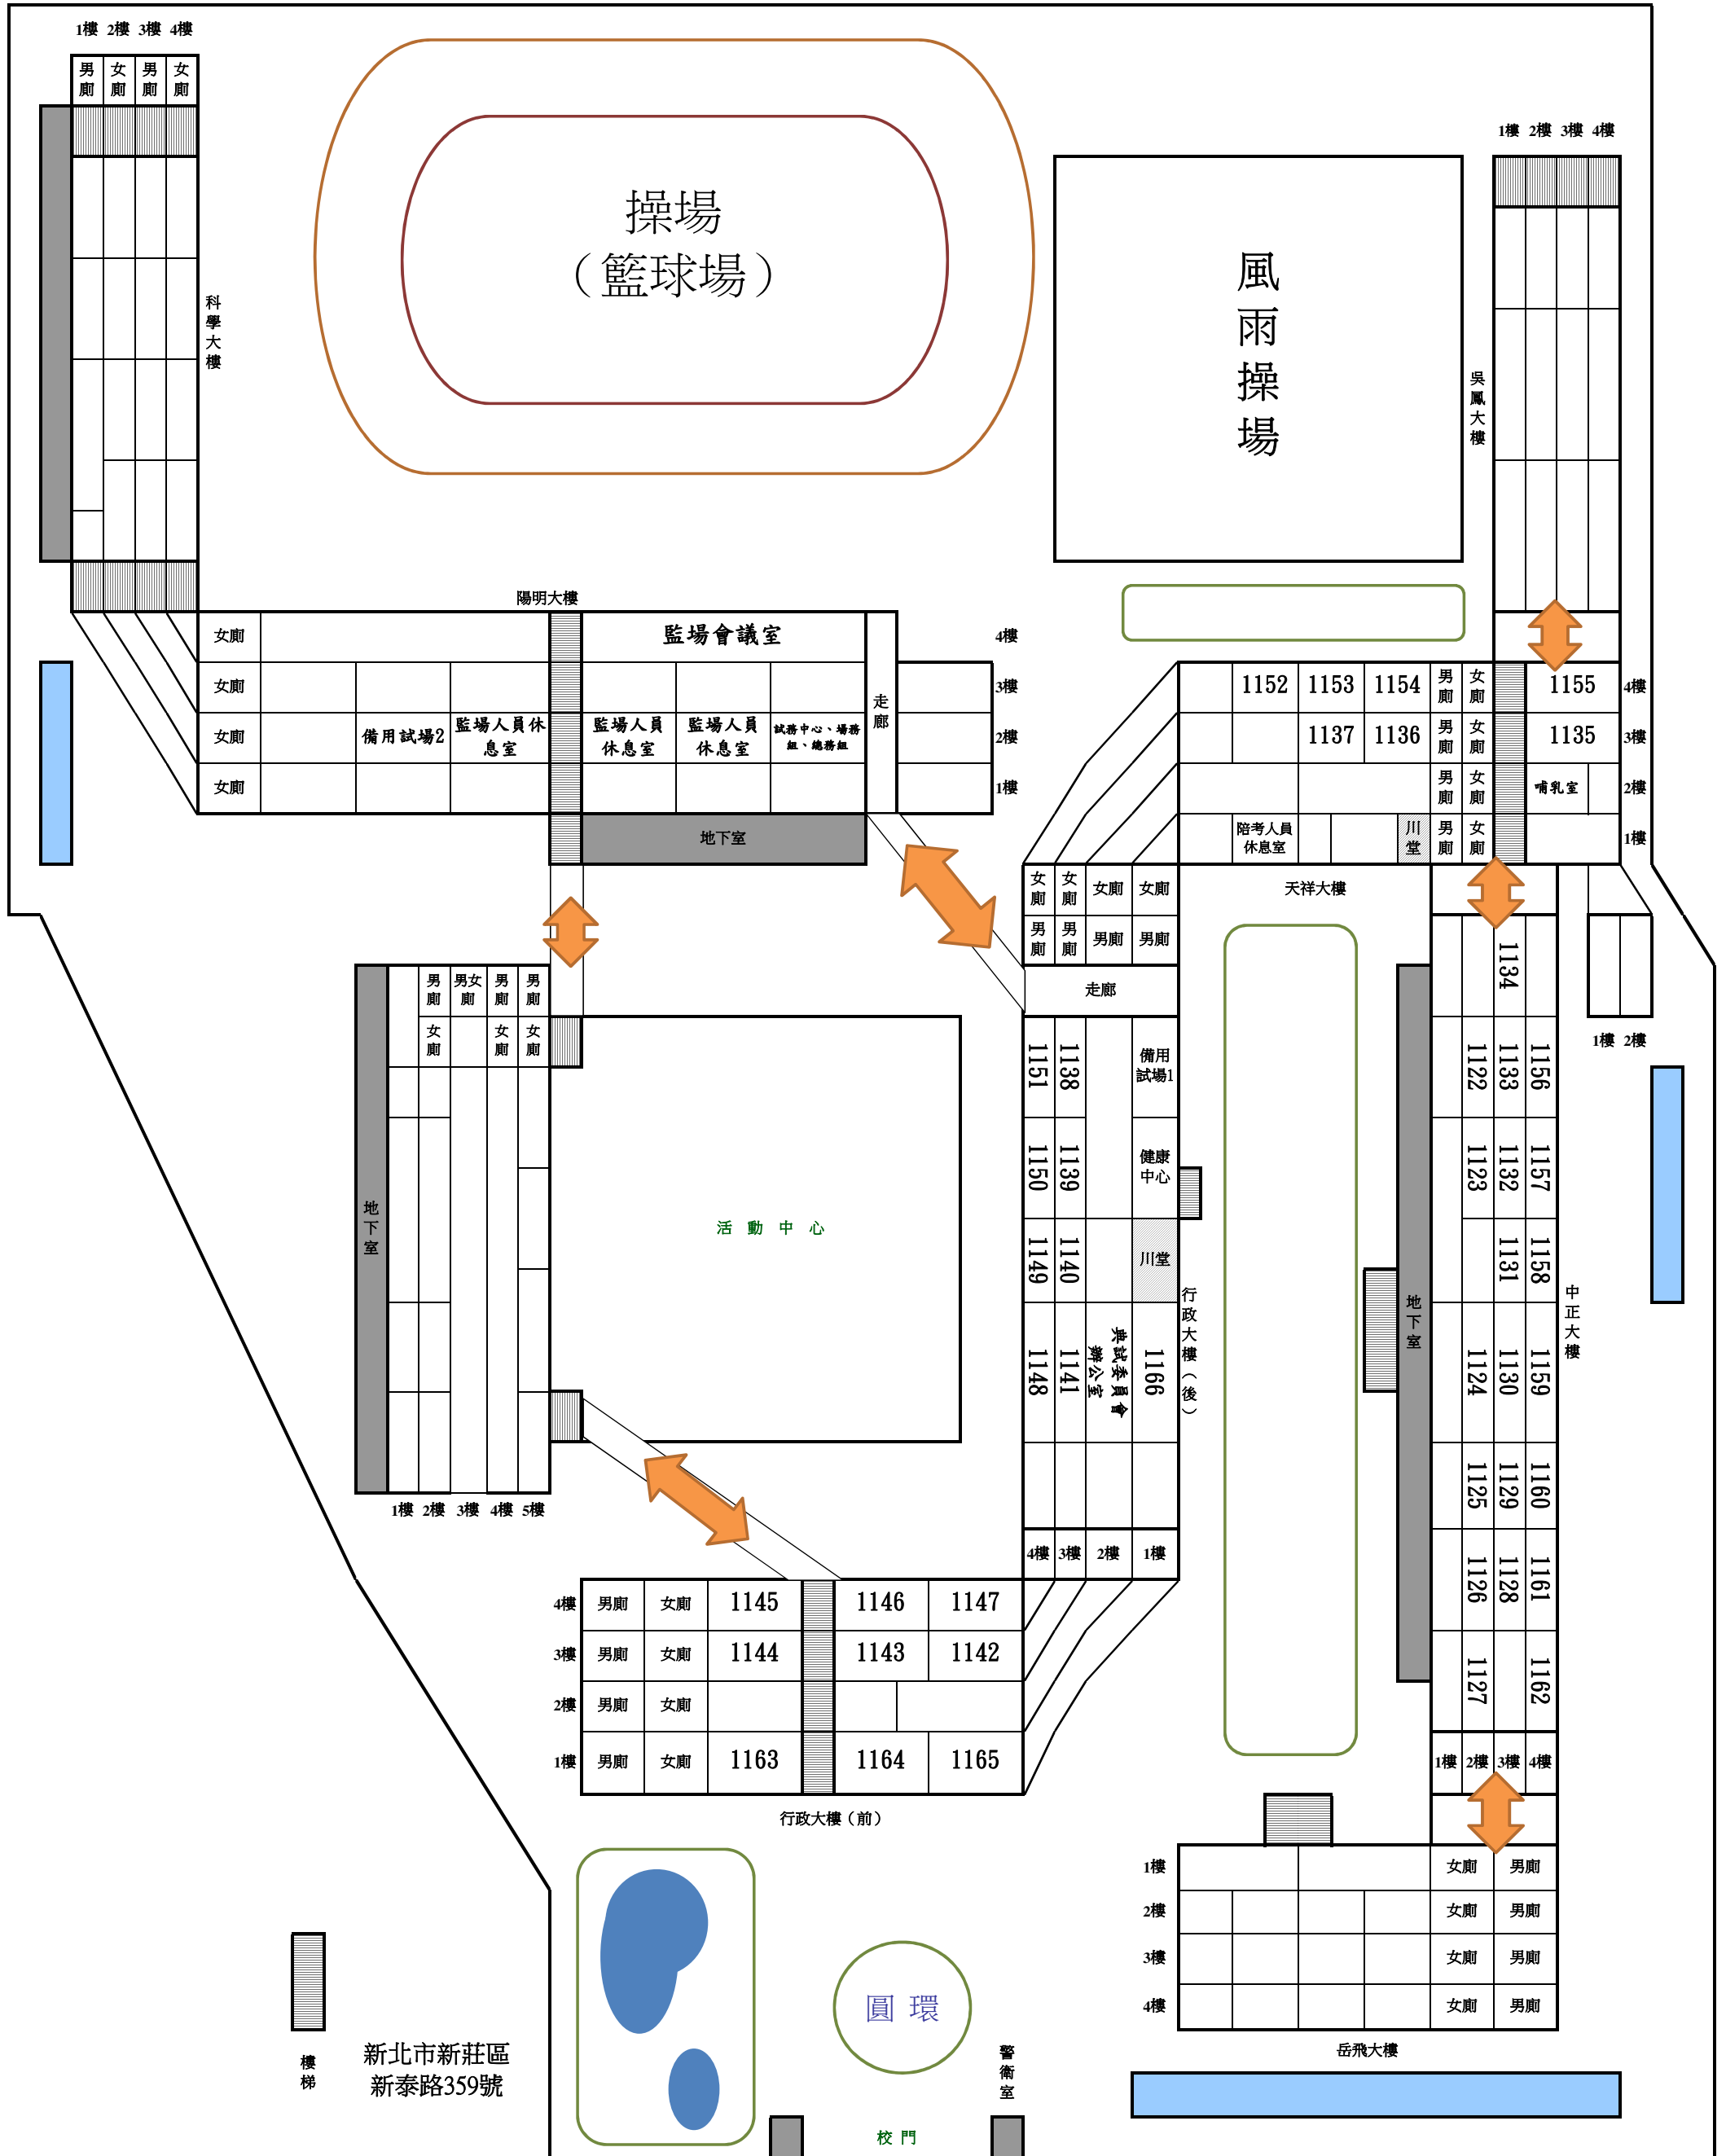 1樓 2樓 3樓 4樓
男廁 女廁 男廁 女廁
科學大樓
操場
（籃球場）
風雨操場
1樓 2樓 3樓 4樓
吳鳳大樓
陽明大樓
女廁 監場會議室 4樓
女廁 3樓
女廁 備用試場2 監場人員休息室 監場人員休息室 監場人員休息室 試務中心、場務組、總務組 2樓
女廁 1樓
走廊
地下室
1152 1153 1154 男廁 女廁 1155 4樓
1137 1136 男廁 女廁 1135 3樓
男廁 女廁 哺乳室 2樓
陪考人員休息室 川堂 男廁 女廁 1樓
天祥大樓
女廁 女廁 女廁 女廁
男廁 男廁 男廁 男廁
走廊
1151 1138 備用試場1
1150 1139 健康中心
1149 1140 川堂
1148 1141 典試委員會辦公室 1166
4樓 3樓 2樓 1樓
行政大樓（後）
男廁 男女廁 男廁 男廁
女廁 女廁 女廁
地下室
1樓 2樓 3樓 4樓 5樓
活動中心
1134
1122 1133 1156
1123 1132 1157
1131 1158
1124 1130 1159
1125 1129 1160
1126 1128 1161
1127 1162
1樓 2樓 3樓 4樓
地下室
中正大樓
1樓 2樓
4樓 男廁 女廁 1145 1146 1147
3樓 男廁 女廁 1144 1143 1142
2樓 男廁 女廁
1樓 男廁 女廁 1163 1164 1165
行政大樓（前）
1樓 女廁 男廁
2樓 女廁 男廁
3樓 女廁 男廁
4樓 女廁 男廁
岳飛大樓
圓環
警衛室
校門
樓梯
新北市新莊區
新泰路359號